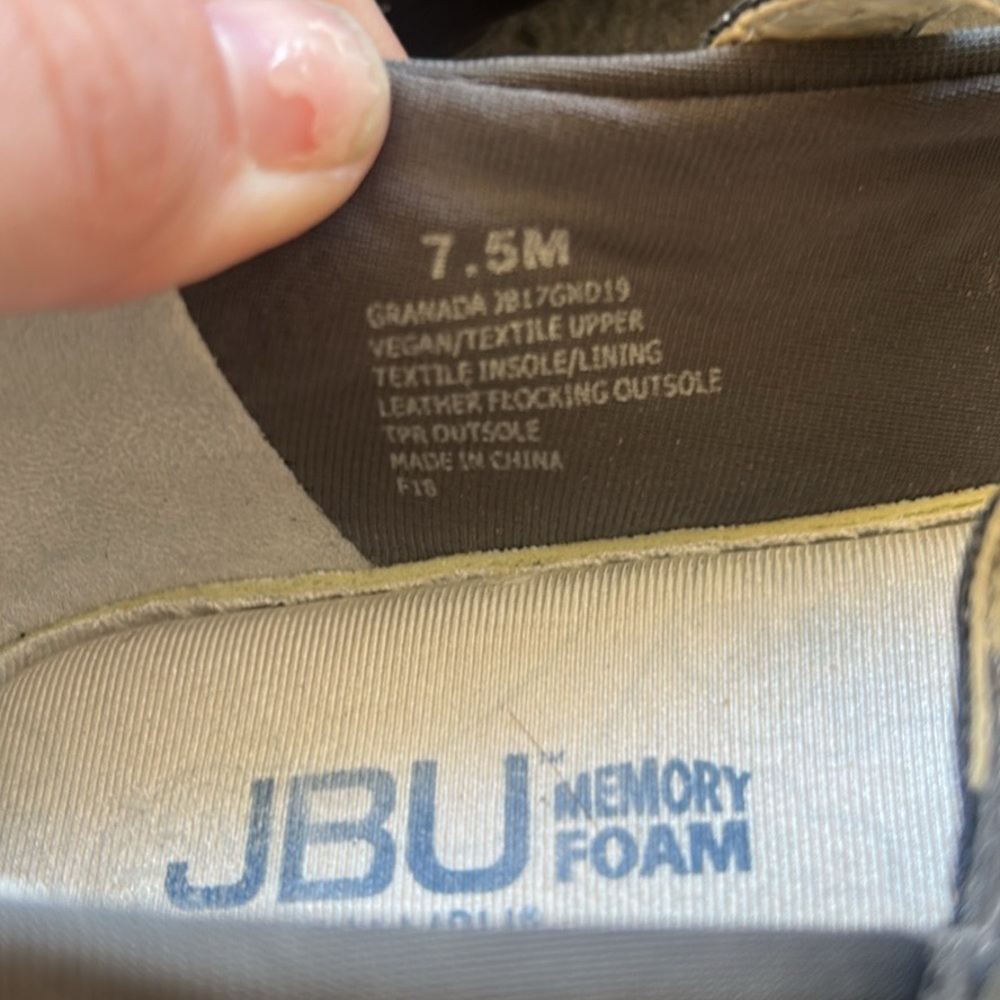 7.5M
GRANADA JB17GND19
VEGAN/TEXTILE UPPER
TEXTILE INSOLE/LINING
LEATHER FLOCKING OUTSOLE
TPR OUTSOLE
MADE IN CHINA
F18
JBU™ MEMORY
FOAM